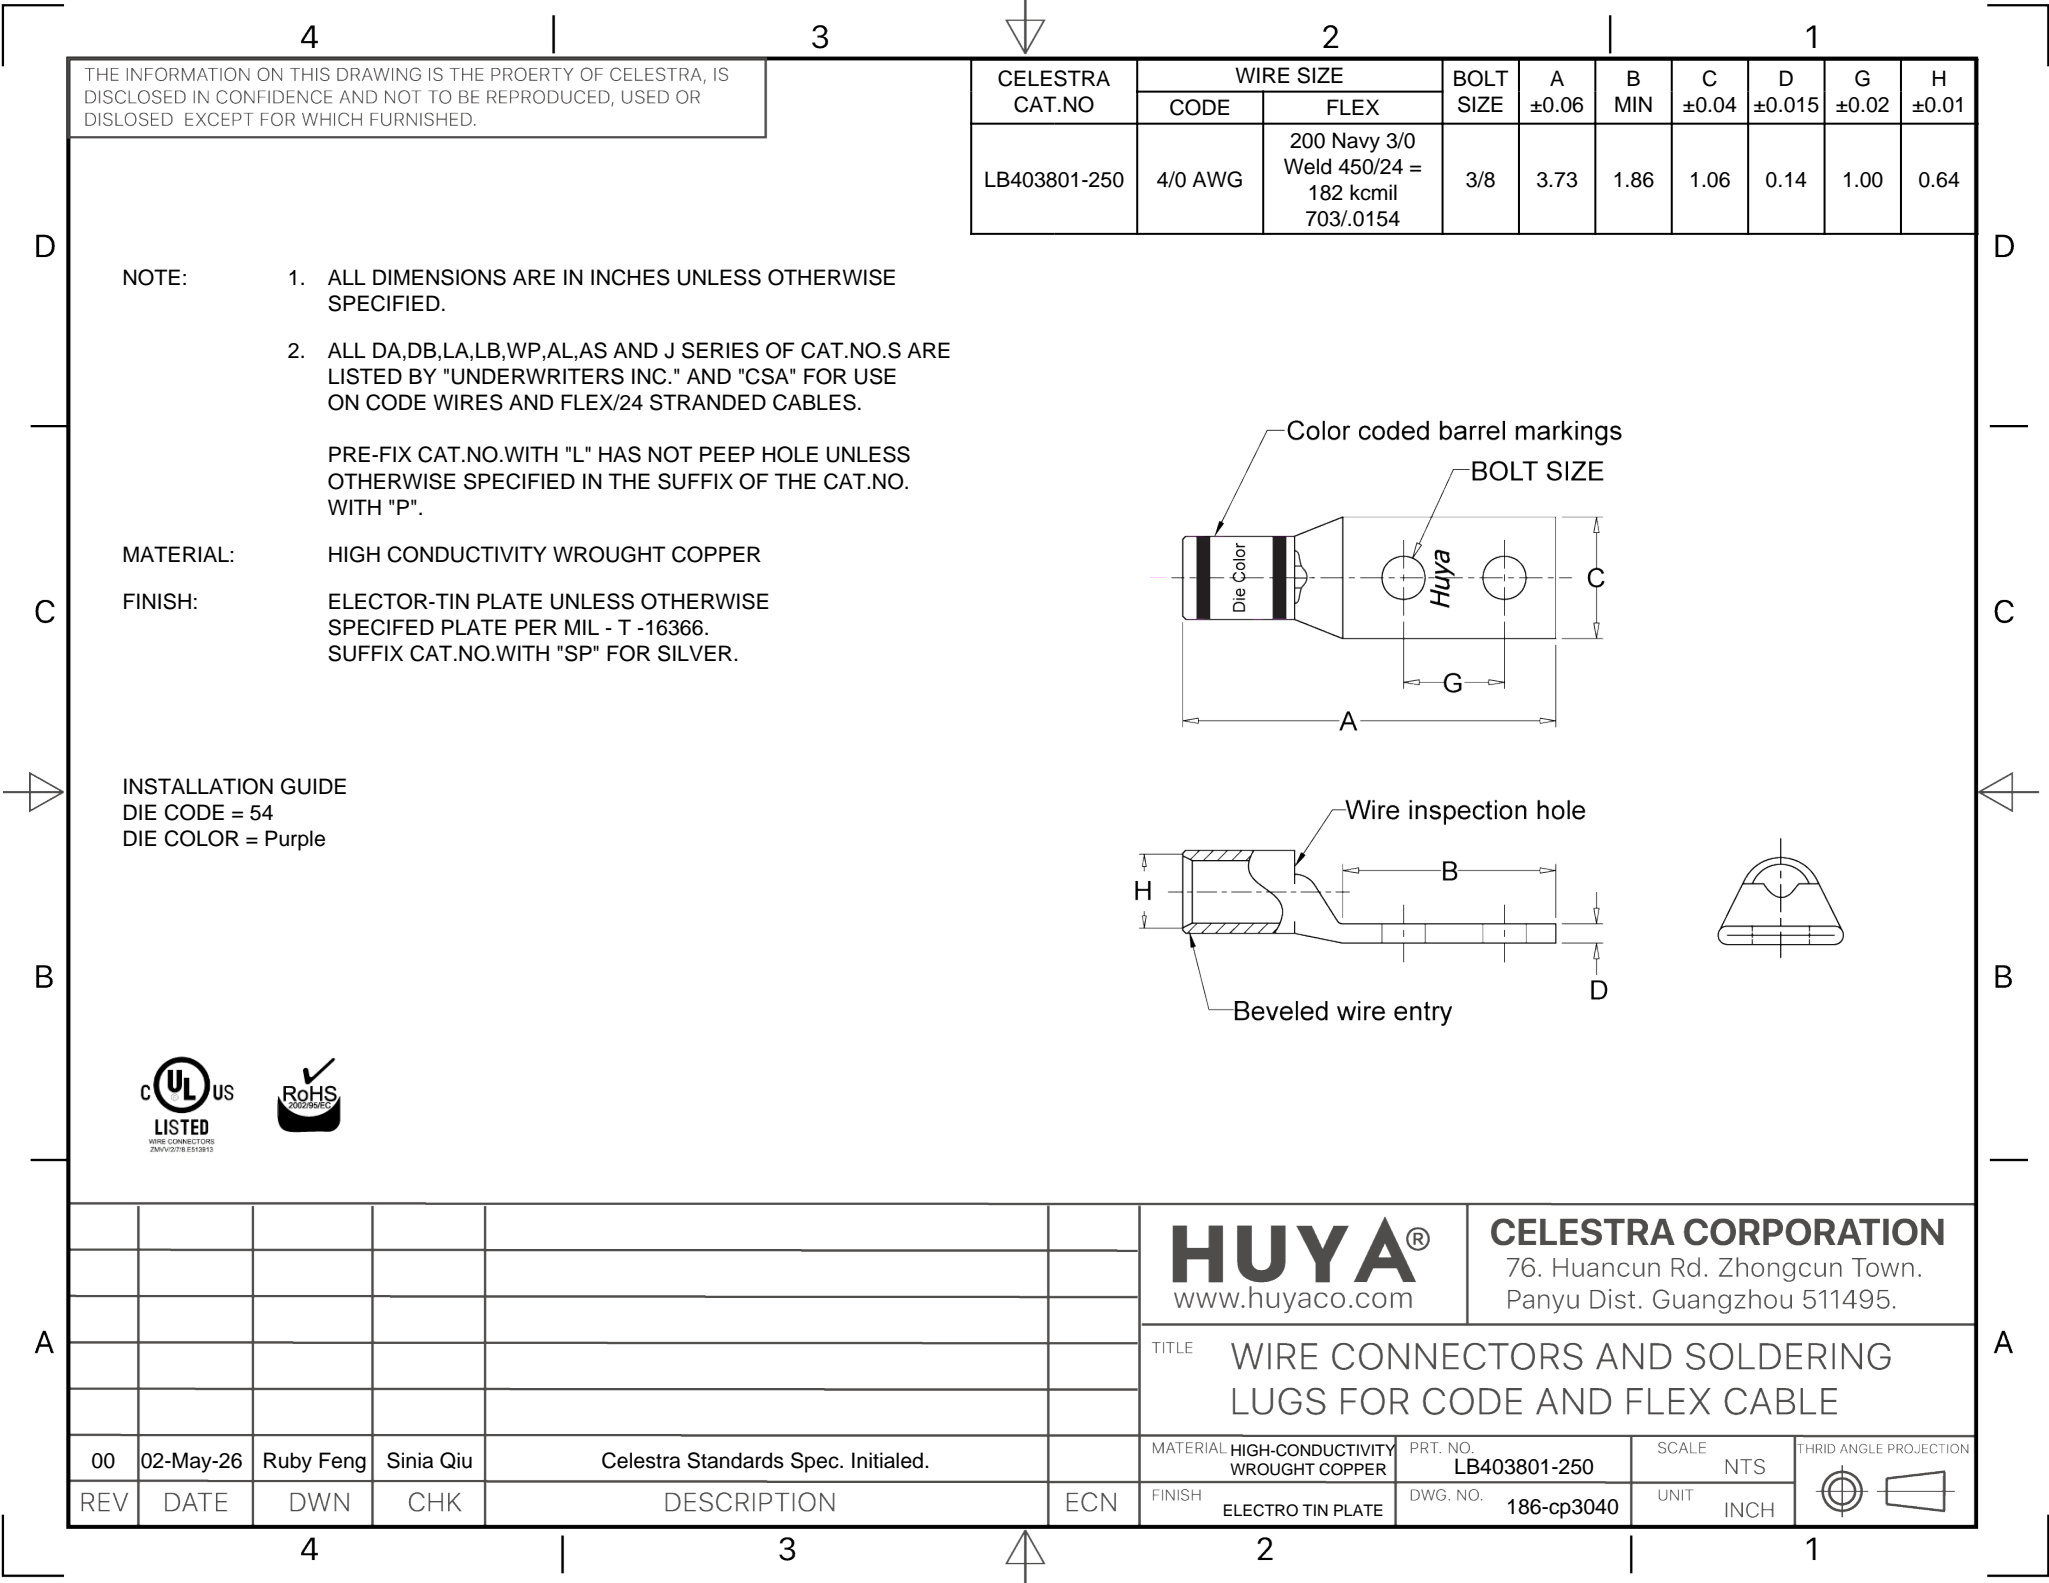 4 3 2 1
THE INFORMATION ON THIS DRAWING IS THE PROERTY OF CELESTRA, IS
DISCLOSED IN CONFIDENCE AND NOT TO BE REPRODUCED, USED OR
DISLOSED EXCEPT FOR WHICH FURNISHED.
CELESTRA CAT.NO
WIRE SIZE
CODE FLEX
BOLT SIZE
A ±0.06
B MIN
C ±0.04
D ±0.015
G ±0.02
H ±0.01
LB403801-250
4/0 AWG
200 Navy 3/0
Weld 450/24 =
182 kcmil
703/.0154
3/8 3.73 1.86 1.06 0.14 1.00 0.64
D D
NOTE: 1. ALL DIMENSIONS ARE IN INCHES UNLESS OTHERWISE
SPECIFIED.
2. ALL DA,DB,LA,LB,WP,AL,AS AND J SERIES OF CAT.NO.S ARE
LISTED BY "UNDERWRITERS INC." AND "CSA" FOR USE
ON CODE WIRES AND FLEX/24 STRANDED CABLES.
PRE-FIX CAT.NO.WITH "L" HAS NOT PEEP HOLE UNLESS
OTHERWISE SPECIFIED IN THE SUFFIX OF THE CAT.NO.
WITH "P".
MATERIAL: HIGH CONDUCTIVITY WROUGHT COPPER
FINISH: ELECTOR-TIN PLATE UNLESS OTHERWISE
SPECIFED PLATE PER MIL - T -16366.
SUFFIX CAT.NO.WITH "SP" FOR SILVER.
C C
Color coded barrel markings
BOLT SIZE
Die Color
Huya
C
G
A
INSTALLATION GUIDE
DIE CODE = 54
DIE COLOR = Purple
Wire inspection hole
B
H
D
Beveled wire entry
B B
C UL US
LISTED
WIRE CONNECTORS
ZMVV/2/7/8.E513913
RoHS
2002/95/EC
A A
HUYA®
www.huyaco.com
CELESTRA CORPORATION
76. Huancun Rd. Zhongcun Town.
Panyu Dist. Guangzhou 511495.
TITLE
WIRE CONNECTORS AND SOLDERING
LUGS FOR CODE AND FLEX CABLE
00 02-May-26 Ruby Feng Sinia Qiu Celestra Standards Spec. Initialed.
REV DATE DWN CHK DESCRIPTION ECN
MATERIAL HIGH-CONDUCTIVITY
WROUGHT COPPER
PRT. NO.
LB403801-250
SCALE
NTS
THRID ANGLE PROJECTION
FINISH
ELECTRO TIN PLATE
DWG. NO. 186-cp3040
UNIT
INCH
4 3 2 1